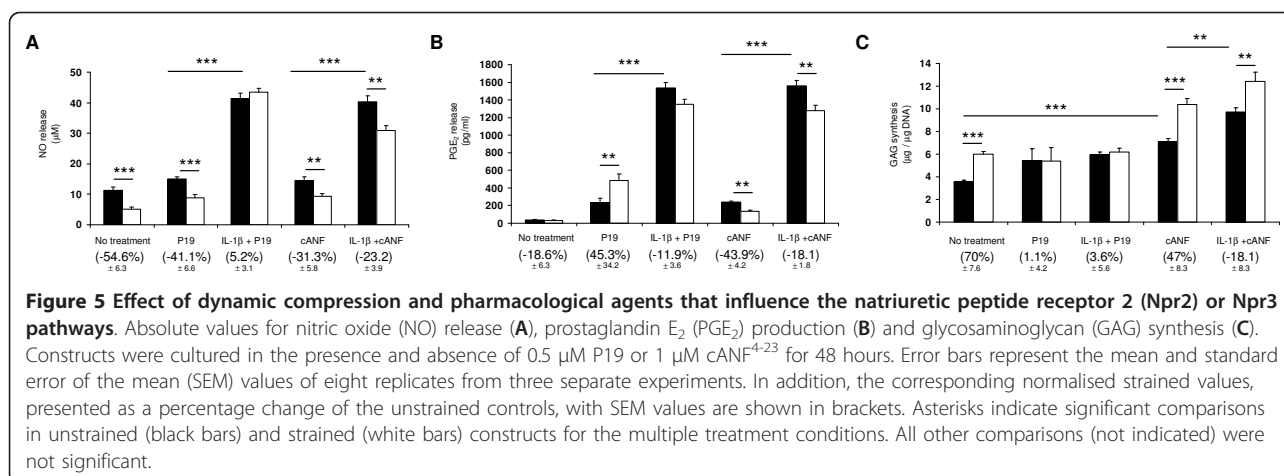 A
***
***
**
50
40
30
20
10
0
NO release
(µM)
***
***
**
No treatment P19 IL-1β + P19 cANF IL-1β +cANF
(-54.6%) (-41.1%) (5.2%) (-31.3%) (-23.2)
± 6.3 ± 6.6 ± 3.1 ± 5.8 ± 3.9
B
***
***
**
1800
1600
1400
1200
1000
800
600
400
200
0
PGE2 release
(pg/ml)
**
**
No treatment P19 IL-1β + P19 cANF IL-1β +cANF
(-18.6%) (45.3%) (-11.9%) (-43.9%) (-18.1)
± 6.3 ± 34.2 ± 3.6 ± 4.2 ± 1.8
C
**
**
***
***
***
14
12
10
8
6
4
2
0
GAG synthesis
(µg / µg DNA)
No treatment P19 IL-1β + P19 cANF IL-1β +cANF
(70%) (1.1%) (3.6%) (47%) (-18.1)
± 7.6 ± 4.2 ± 5.6 ± 8.3 ± 8.3
Figure 5 Effect of dynamic compression and pharmacological agents that influence the natriuretic peptide receptor 2 (Npr2) or Npr3
pathways. Absolute values for nitric oxide (NO) release (A), prostaglandin E2 (PGE2) production (B) and glycosaminoglycan (GAG) synthesis (C).
Constructs were cultured in the presence and absence of 0.5 µM P19 or 1 µM cANF4-23 for 48 hours. Error bars represent the mean and standard
error of the mean (SEM) values of eight replicates from three separate experiments. In addition, the corresponding normalised strained values,
presented as a percentage change of the unstrained controls, with SEM values are shown in brackets. Asterisks indicate significant comparisons
in unstrained (black bars) and strained (white bars) constructs for the multiple treatment conditions. All other comparisons (not indicated) were
not significant.